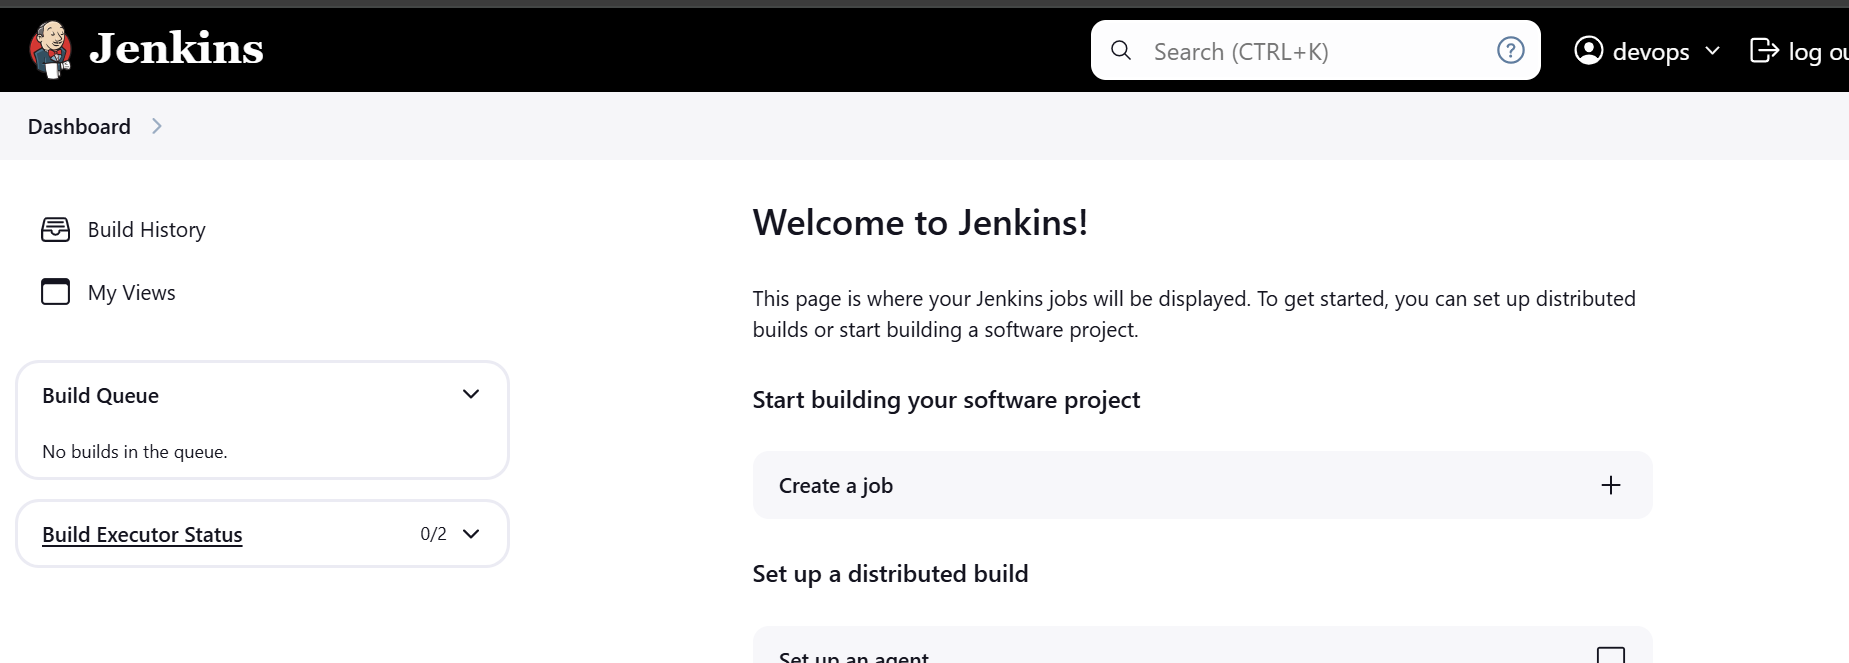 Jenkins
Search (CTRL+K)
devops
log ou
Dashboard
Build History
My Views
Build Queue
No builds in the queue.
Build Executor Status
0/2
Welcome to Jenkins!
This page is where your Jenkins jobs will be displayed. To get started, you can set up distributed
builds or start building a software project.
Start building your software project
Create a job
Set up a distributed build
Set up an agent